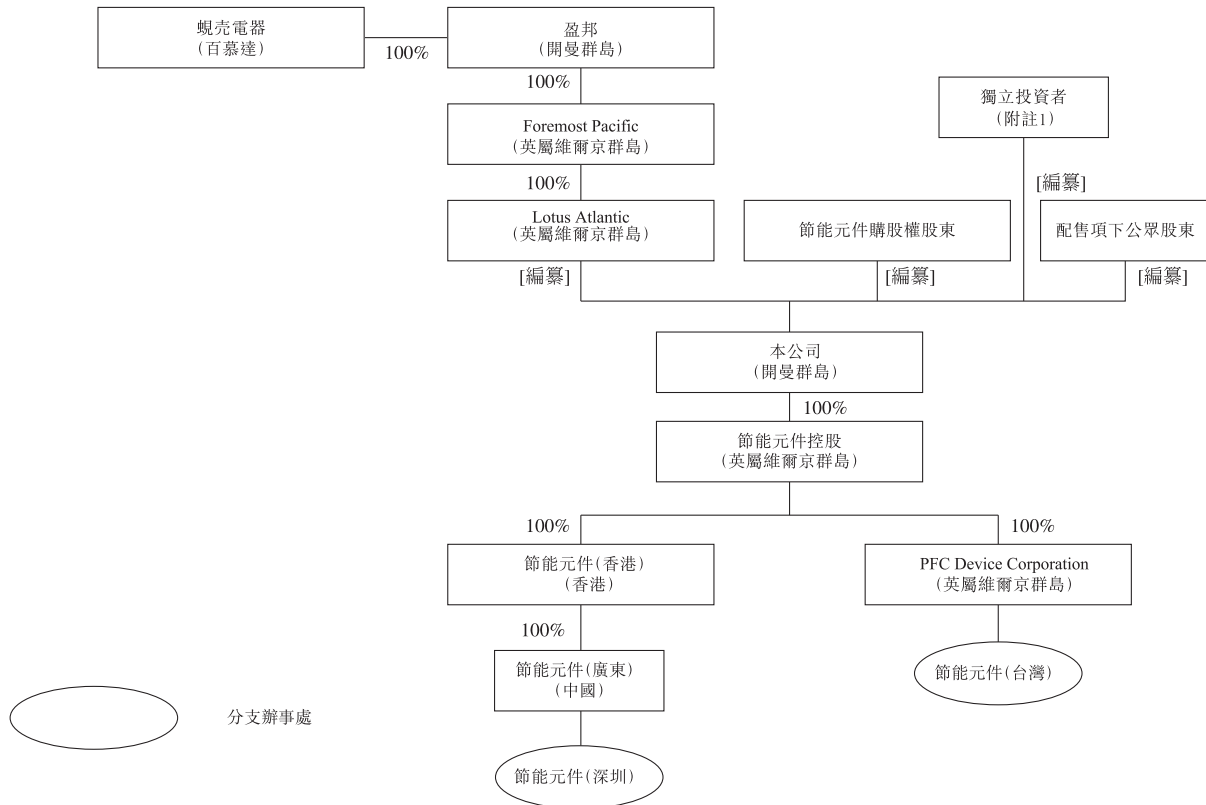 蜆壳電器
(百慕達)
100%
盈邦
(開曼群島)
100%
Foremost Pacific
(英屬維爾京群島)
100%
Lotus Atlantic
(英屬維爾京群島)
[編纂]
節能元件購股權股東
[編纂]
獨立投資者
(附註1)
[編纂]
配售項下公眾股東
[編纂]
本公司
(開曼群島)
100%
節能元件控股
(英屬維爾京群島)
100%
100%
節能元件(香港)
(香港)
PFC Device Corporation
(英屬維爾京群島)
100%
節能元件(廣東)
(中國)
節能元件(台灣)
分支辦事處
節能元件(深圳)